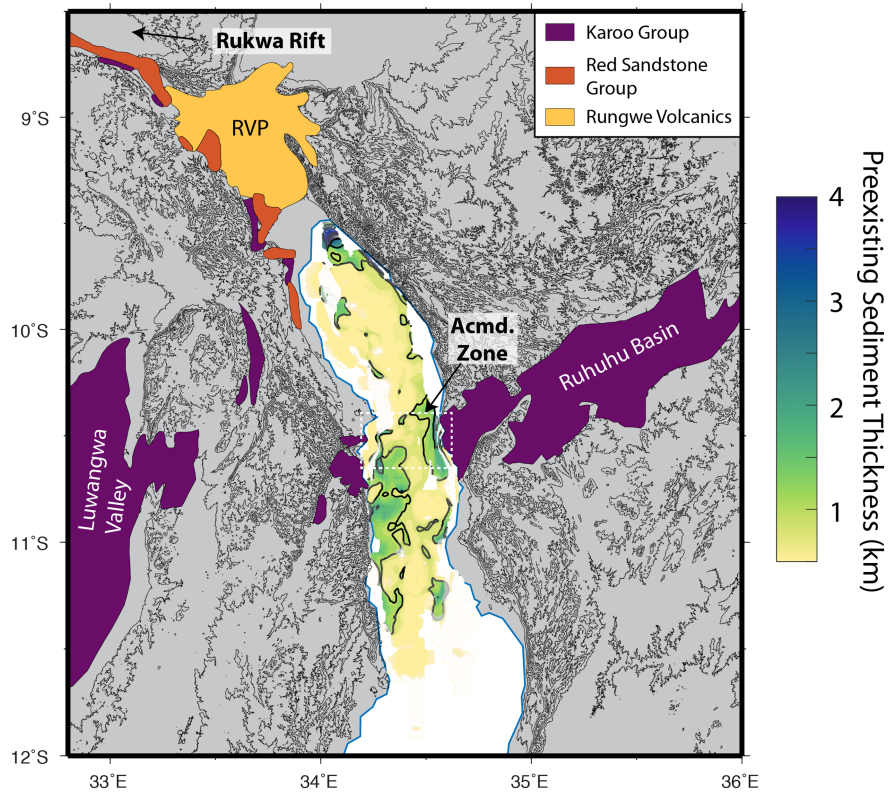 Rukwa Rift
Karoo Group
Red Sandstone
Group
Rungwe Volcanics
9°S
RVP
10°S
Acmd.
Zone
Ruhuhu Basin
Luwangwa
Valley
11°S
12°S
33°E
34°E
35°E
36°E
4
3
2
1
Preexisting Sediment Thickness (km)